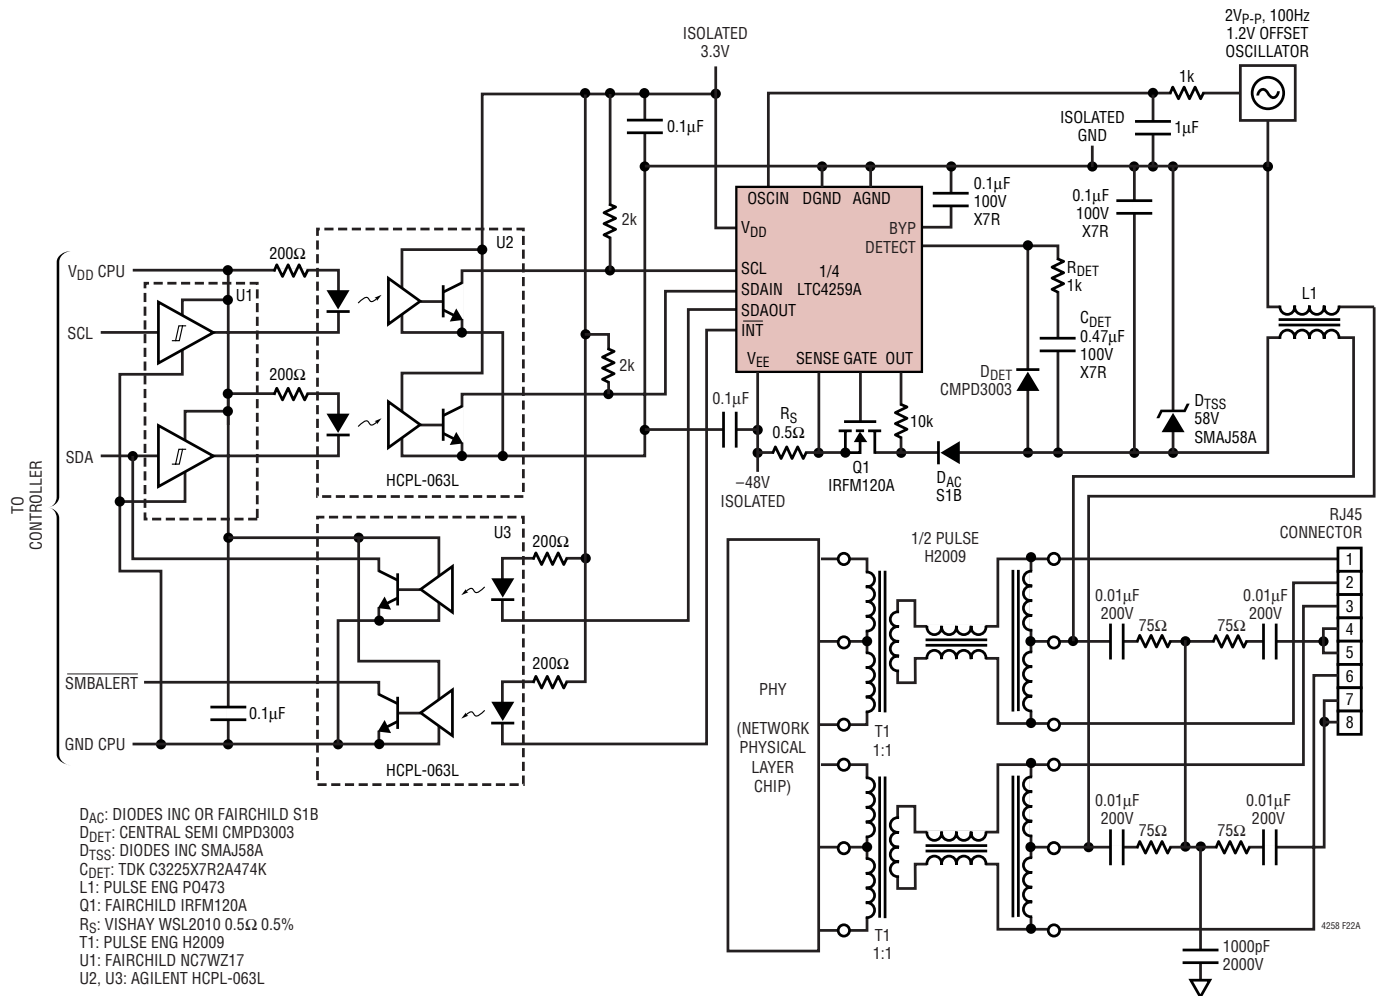 ISOLATED
3.3V
2VP-P, 100Hz
1.2V OFFSET
OSCILLATOR
1k
ISOLATED
GND
1µF
0.1µF
OSCIN DGND AGND
0.1µF
100V
X7R
0.1µF
100V
X7R
2k
VDD
BYP
DETECT
U2
200Ω
VDD CPU
U1
SCL
SCL
SDAIN
SDAOUT
INT
1/4
LTC4259A
RDET
1k
CDET
0.47µF
100V
X7R
L1
VEE SENSE GATE OUT
2k
200Ω
DDET
CMPD3003
0.1µF
RS
0.5Ω
10k
DTSS
58V
SMAJ58A
SDA
HCPL-063L
–48V
ISOLATED
Q1
IRFM120A
DAC
S1B
TO
CONTROLLER
U3
200Ω
1/2 PULSE
H2009
RJ45
CONNECTOR
1
2
3
4
5
6
7
8
0.01µF
200V
75Ω
75Ω
0.01µF
200V
200Ω
SMBALERT
0.1µF
GND CPU
HCPL-063L
PHY
(NETWORK
PHYSICAL
LAYER
CHIP)
T1
1:1
0.01µF
200V
75Ω
75Ω
0.01µF
200V
T1
1:1
1000pF
2000V
4258 F22A
DAC: DIODES INC OR FAIRCHILD S1B
DDET: CENTRAL SEMI CMPD3003
DTSS: DIODES INC SMAJ58A
CDET: TDK C3225X7R2A474K
L1: PULSE ENG PO473
Q1: FAIRCHILD IRFM120A
RS: VISHAY WSL2010 0.5Ω 0.5%
T1: PULSE ENG H2009
U1: FAIRCHILD NC7WZ17
U2, U3: AGILENT HCPL-063L